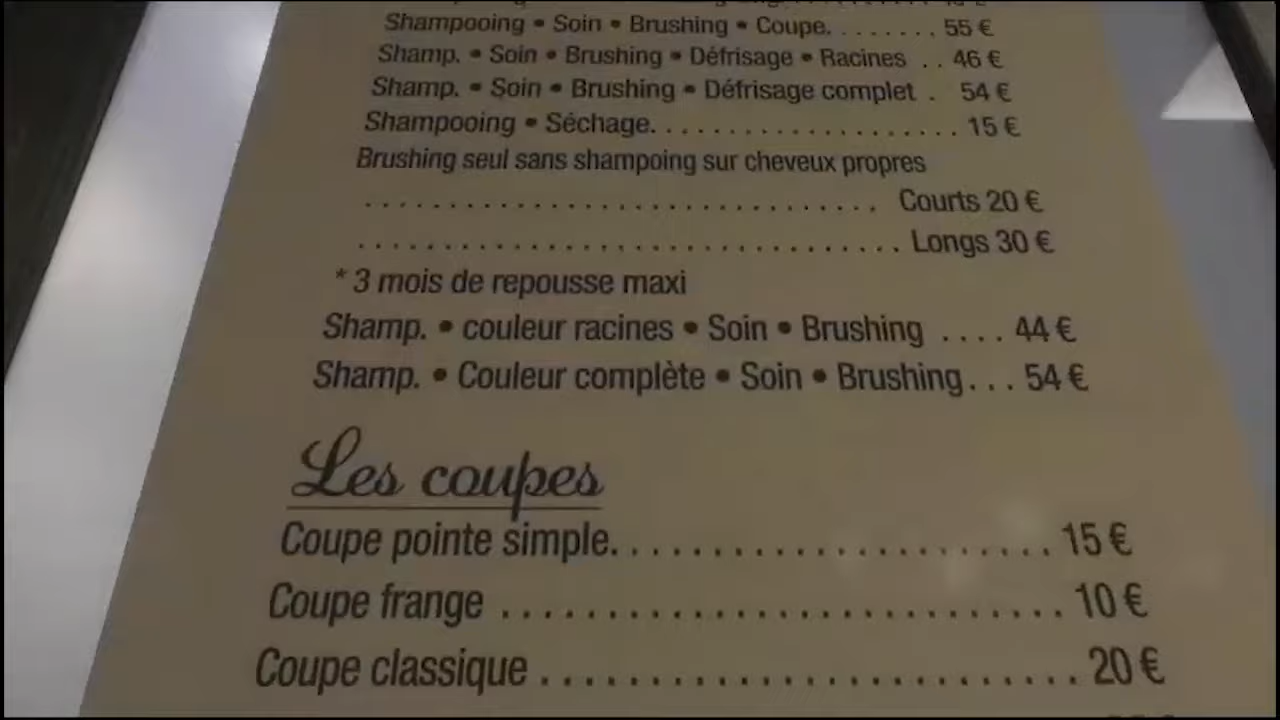 Shampooing • Soin • Brushing • Coupe. ....... 55 €
Shamp. • Soin • Brushing • Défrisage • Racines .. 46 €
Shamp. • Soin • Brushing • Défrisage complet . 54 €
Shampooing • Séchage. .................... 15 €
Brushing seul sans shampoing sur cheveux propres
................................ Courts 20 €
................................ Longs 30 €
* 3 mois de repousse maxi
Shamp. • couleur racines • Soin • Brushing .... 44 €
Shamp. • Couleur complète • Soin • Brushing... 54 €
Les coupes
Coupe pointe simple. ...................... 15 €
Coupe frange ............................ 10 €
Coupe classique ........................... 20 €